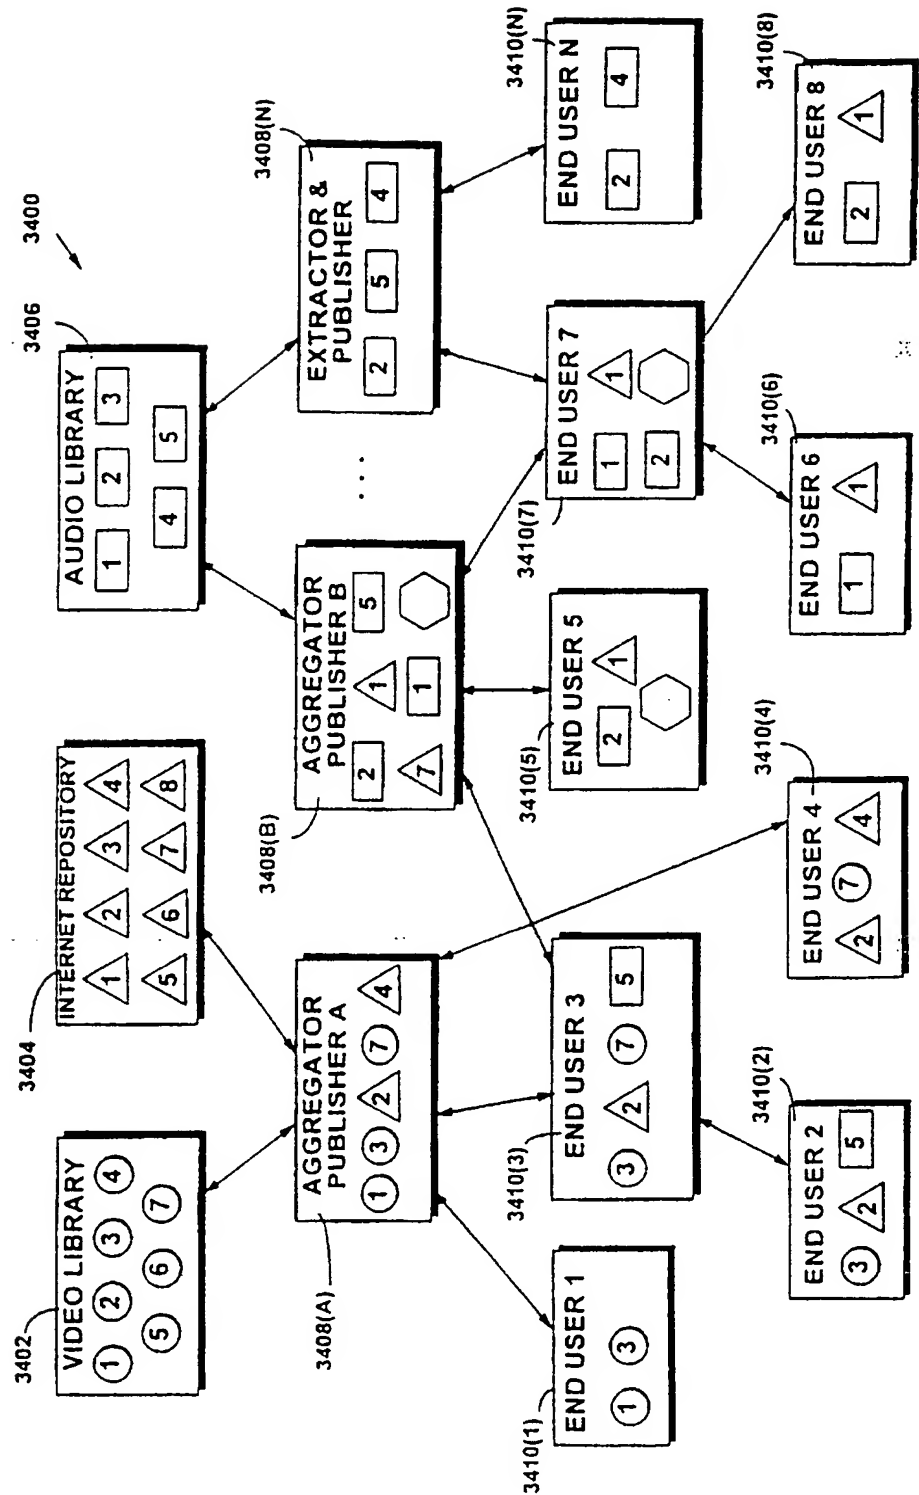 3400
3402
VIDEO LIBRARY
1 2 3 4
5 6 7
3404
INTERNET REPOSITORY
1 2 3 4
5 6 7 8
3406
AUDIO LIBRARY
1 2 3
4 5
3408(A)
AGGREGATOR
PUBLISHER A
1 3 2 7 4
3408(B)
AGGREGATOR
PUBLISHER B
2 1 5
7 1
. . .
3408(N)
EXTRACTOR &
PUBLISHER
2 5 4
3410(1)
END USER 1
1 3
3410(3)
END USER 3
3 2 7 5
3410(5)
END USER 5
2 1
3410(7)
END USER 7
1 1
2
3410(N)
END USER N
2 4
3410(2)
END USER 2
3 2 5
3410(4)
END USER 4
2 7 4
3410(6)
END USER 6
1 1
3410(8)
END USER 8
2 1